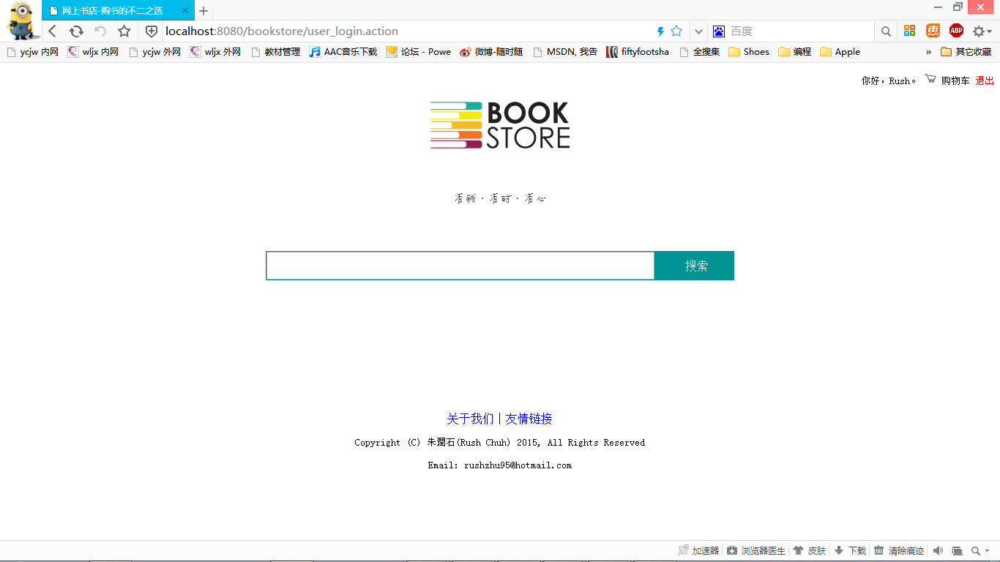 网上书店-购书的不二之选
localhost:8080/bookstore/user_login.action
百度
ABP
ycjw 内网 wljx 内网 ycjw 外网 wljx 外网 教材管理 AAC音乐下载 论坛 - Powe 微博-随时随 MSDN, 我告 fiftyfootsha 全搜集 Shoes 编程 Apple » 其它收藏
你好，Rush。 购物车 退出
BOOK
STORE
有钱·有时·有心
搜索
关于我们 | 友情链接
Copyright (C) 朱潤石(Rush Chuh) 2015, All Rights Reserved
Email: rushzhu95@hotmail.com
加速器 浏览器医生 皮肤 下载 清除痕迹